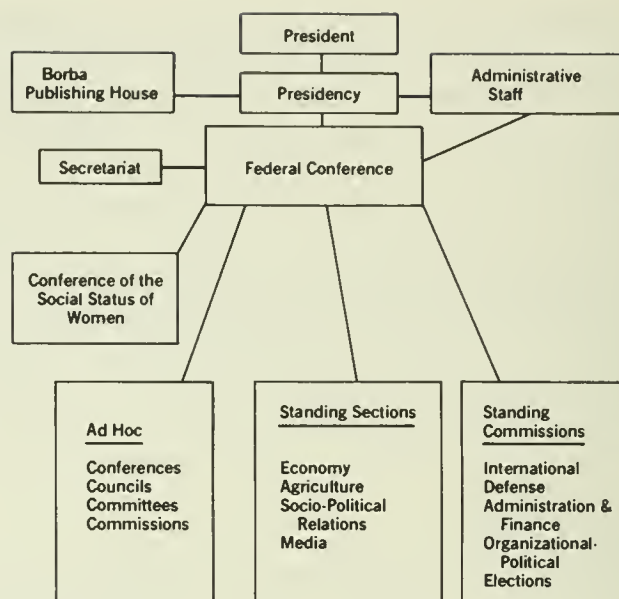 President
Borba
Publishing House
Presidency
Administrative
Staff
Secretariat
Federal Conference
Conference of the
Social Status of
Women
Ad Hoc
Conferences
Councils
Committees
Commissions
Standing Sections
Economy
Agriculture
Socio-Political
Relations
Media
Standing
Commissions
International
Defense
Administration &
Finance
Organizational-
Political
Elections